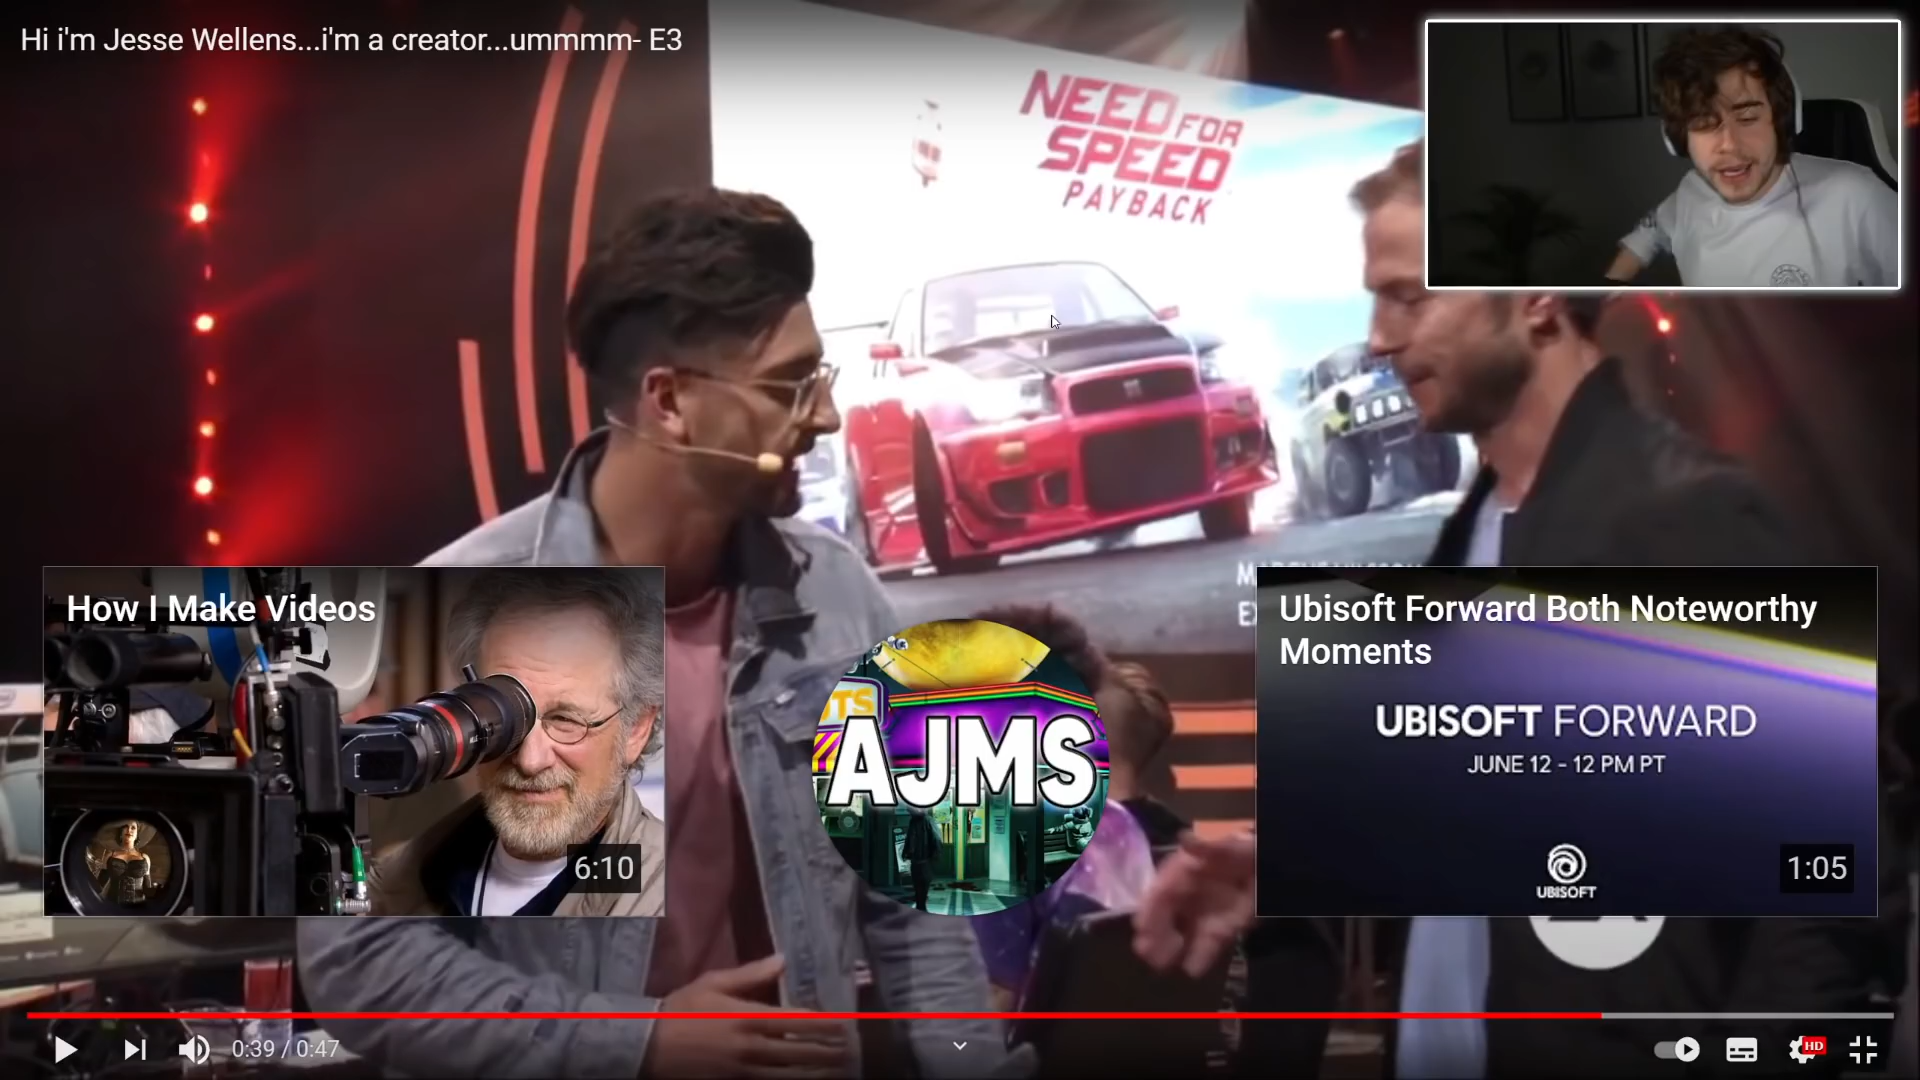 Hi i'm Jesse Wellens...i'm a creator...ummmm- E3
NEED FOR
SPEED
PAYBACK
How I Make Videos
6:10
AJMS
Ubisoft Forward Both Noteworthy
Moments
UBISOFT FORWARD
JUNE 12 - 12 PM PT
UBISOFT
1:05
0:39 / 0:47
HD